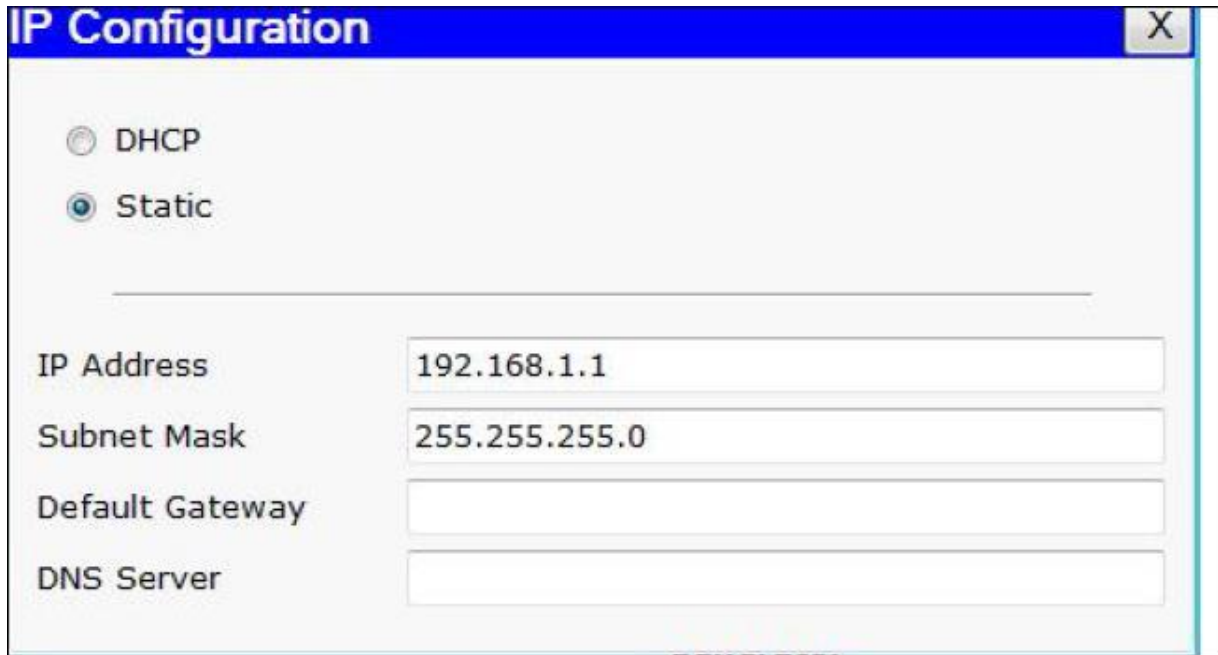 IP Configuration
X
DHCP
Static
IP Address 192.168.1.1
Subnet Mask 255.255.255.0
Default Gateway
DNS Server